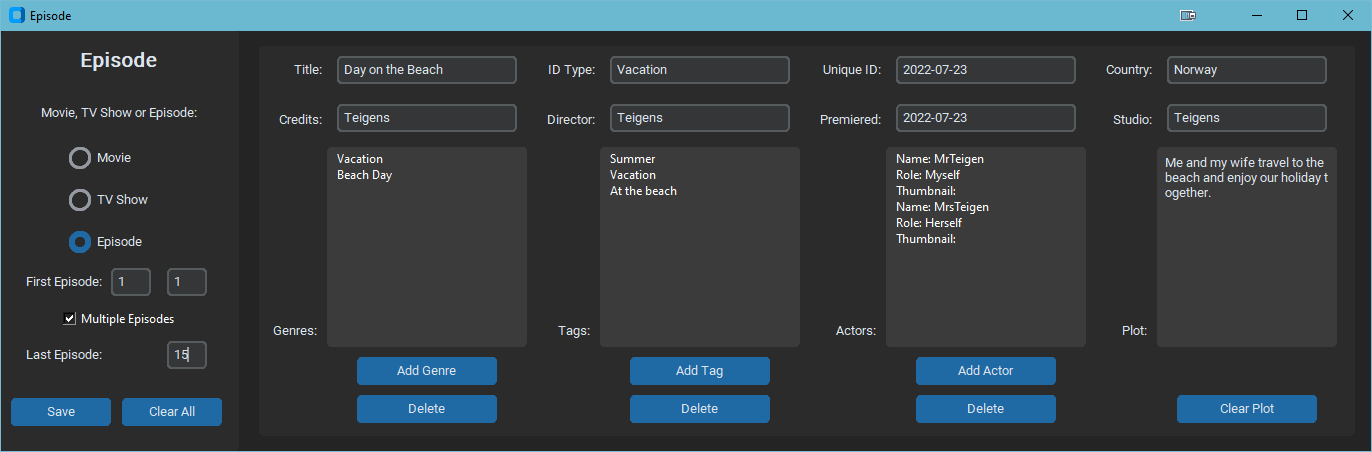 Episode
Episode
Movie, TV Show or Episode:
Movie
TV Show
Episode
First Episode: 1 1
Multiple Episodes
Last Episode: 15
Save Clear All
Title: Day on the Beach ID Type: Vacation Unique ID: 2022-07-23 Country: Norway
Credits: Teigens Director: Teigens Premiered: 2022-07-23 Studio: Teigens
Genres:
Vacation
Beach Day
Add Genre
Delete
Tags:
Summer
Vacation
At the beach
Add Tag
Delete
Actors:
Name: MrTeigen
Role: Myself
Thumbnail:
Name: MrsTeigen
Role: Herself
Thumbnail:
Add Actor
Delete
Plot:
Me and my wife travel to the
beach and enjoy our holiday t
ogether.
Clear Plot